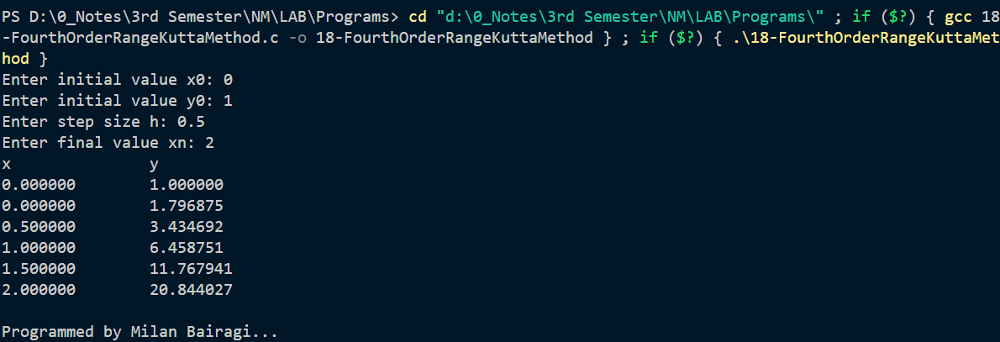 PS D:\0_Notes\3rd Semester\NM\LAB\Programs> cd "d:\0_Notes\3rd Semester\NM\LAB\Programs\" ; if ($?) { gcc 18
-FourthOrderRangeKuttaMethod.c -o 18-FourthOrderRangeKuttaMethod } ; if ($?) { .\18-FourthOrderRangeKuttaMet
hod }
Enter initial value x0: 0
Enter initial value y0: 1
Enter step size h: 0.5
Enter final value xn: 2
x y
0.000000 1.000000
0.000000 1.796875
0.500000 3.434692
1.000000 6.458751
1.500000 11.767941
2.000000 20.844027
Programmed by Milan Bairagi...